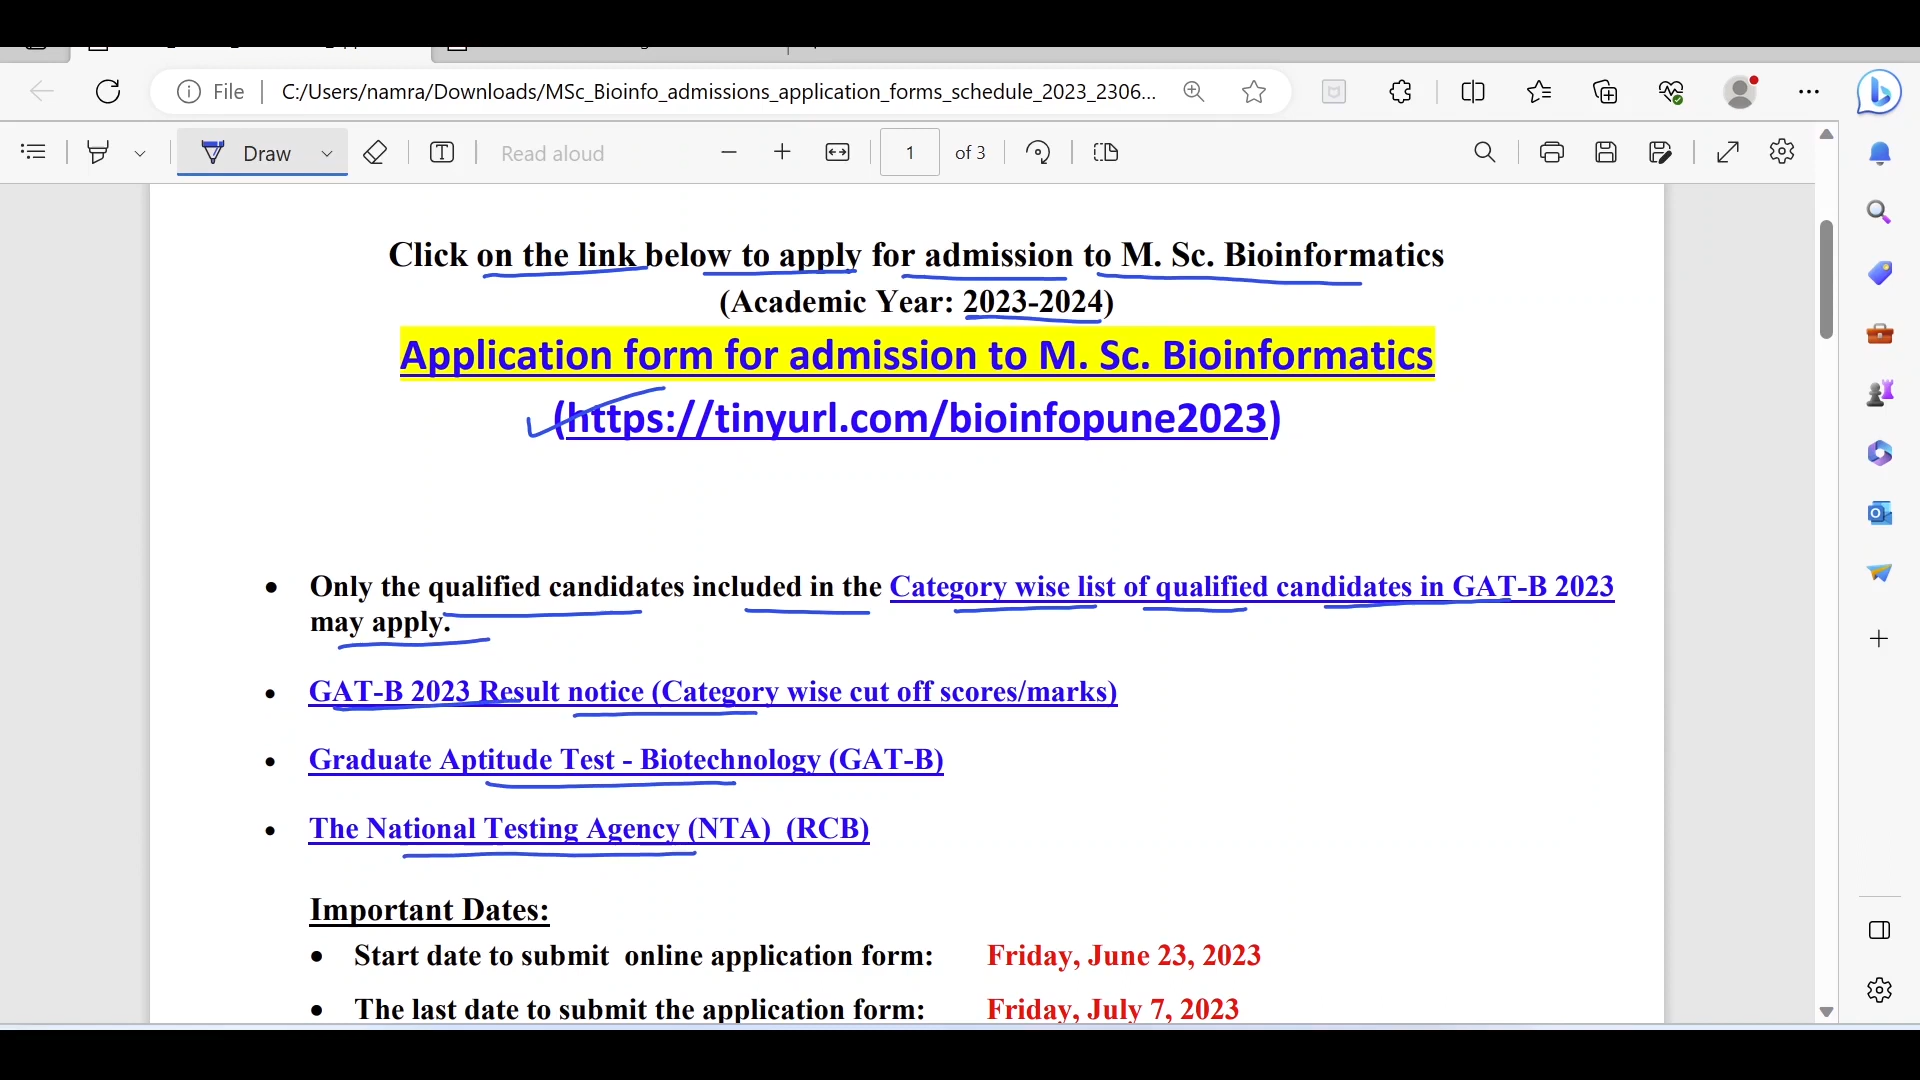 File
C:/Users/namra/Downloads/MSc_Bioinfo_admissions_application_forms_schedule_2023_2306...
Draw
Read aloud
1 of 3
Click on the link below to apply for admission to M. Sc. Bioinformatics
(Academic Year: 2023-2024)
Application form for admission to M. Sc. Bioinformatics
(https://tinyurl.com/bioinfopune2023)
• Only the qualified candidates included in the Category wise list of qualified candidates in GAT-B 2023
may apply.
• GAT-B 2023 Result notice (Category wise cut off scores/marks)
• Graduate Aptitude Test - Biotechnology (GAT-B)
• The National Testing Agency (NTA) (RCB)
Important Dates:
• Start date to submit online application form: Friday, June 23, 2023
• The last date to submit the application form: Friday, July 7, 2023